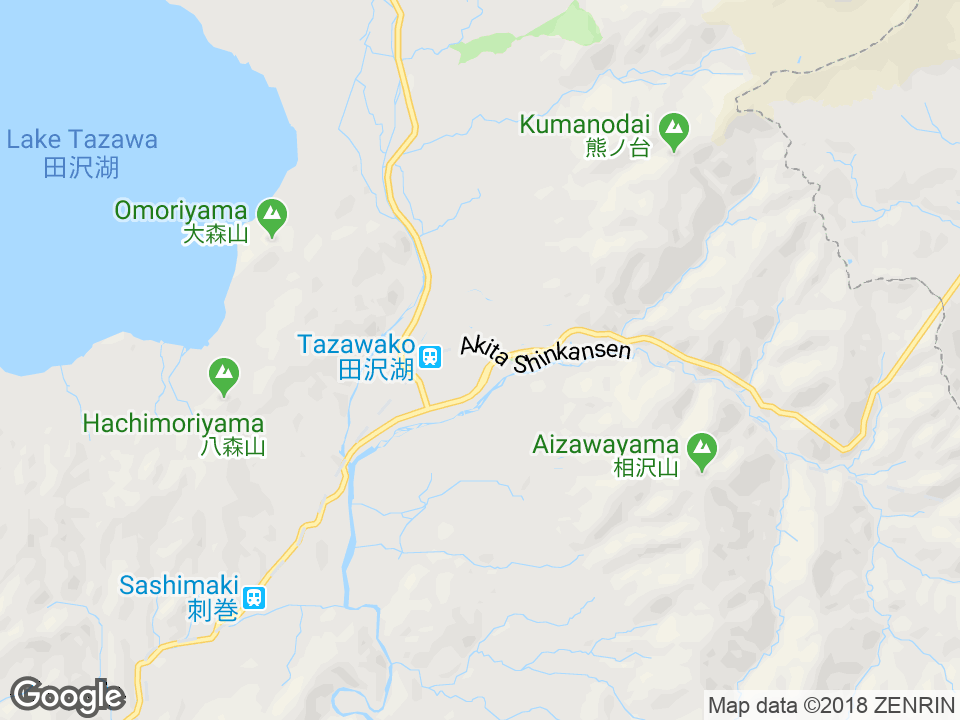 Lake Tazawa
田沢湖
Kumanodai
熊ノ台
Omoriyama
大森山
Tazawako
田沢湖
Akita Shinkansen
Hachimoriyama
八森山
Aizawayama
相沢山
Sashimaki
刺巻
Google
Map data ©2018 ZENRIN